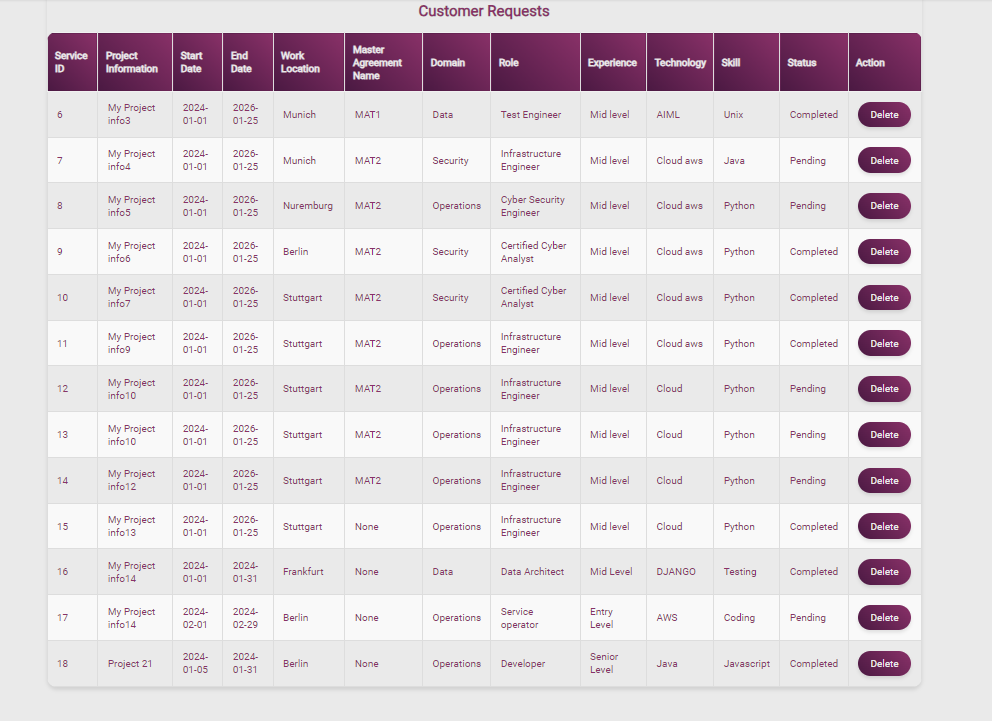 Customer Requests
Service ID | Project Information | Start Date | End Date | Work Location | Master Agreement Name | Domain | Role | Experience | Technology | Skill | Status | Action
6 | My Project info3 | 2024-01-01 | 2026-01-25 | Munich | MAT1 | Data | Test Engineer | Mid level | AIML | Unix | Completed | Delete
7 | My Project info4 | 2024-01-01 | 2026-01-25 | Munich | MAT2 | Security | Infrastructure Engineer | Mid level | Cloud aws | Java | Pending | Delete
8 | My Project info5 | 2024-01-01 | 2026-01-25 | Nuremburg | MAT2 | Operations | Cyber Security Engineer | Mid level | Cloud aws | Python | Pending | Delete
9 | My Project info6 | 2024-01-01 | 2026-01-25 | Berlin | MAT2 | Security | Certified Cyber Analyst | Mid level | Cloud aws | Python | Completed | Delete
10 | My Project info7 | 2024-01-01 | 2026-01-25 | Stuttgart | MAT2 | Security | Certified Cyber Analyst | Mid level | Cloud aws | Python | Completed | Delete
11 | My Project info9 | 2024-01-01 | 2026-01-25 | Stuttgart | MAT2 | Operations | Infrastructure Engineer | Mid level | Cloud aws | Python | Completed | Delete
12 | My Project info10 | 2024-01-01 | 2026-01-25 | Stuttgart | MAT2 | Operations | Infrastructure Engineer | Mid level | Cloud | Python | Pending | Delete
13 | My Project info10 | 2024-01-01 | 2026-01-25 | Stuttgart | MAT2 | Operations | Infrastructure Engineer | Mid level | Cloud | Python | Pending | Delete
14 | My Project info12 | 2024-01-01 | 2026-01-25 | Stuttgart | MAT2 | Operations | Infrastructure Engineer | Mid level | Cloud | Python | Pending | Delete
15 | My Project info13 | 2024-01-01 | 2026-01-25 | Stuttgart | None | Operations | Infrastructure Engineer | Mid level | Cloud | Python | Completed | Delete
16 | My Project info14 | 2024-01-01 | 2024-01-31 | Frankfurt | None | Data | Data Architect | Mid Level | DJANGO | Testing | Completed | Delete
17 | My Project info14 | 2024-02-01 | 2024-02-29 | Berlin | None | Operations | Service operator | Entry Level | AWS | Coding | Pending | Delete
18 | Project 21 | 2024-01-05 | 2024-01-31 | Berlin | None | Operations | Developer | Senior Level | Java | Javascript | Completed | Delete